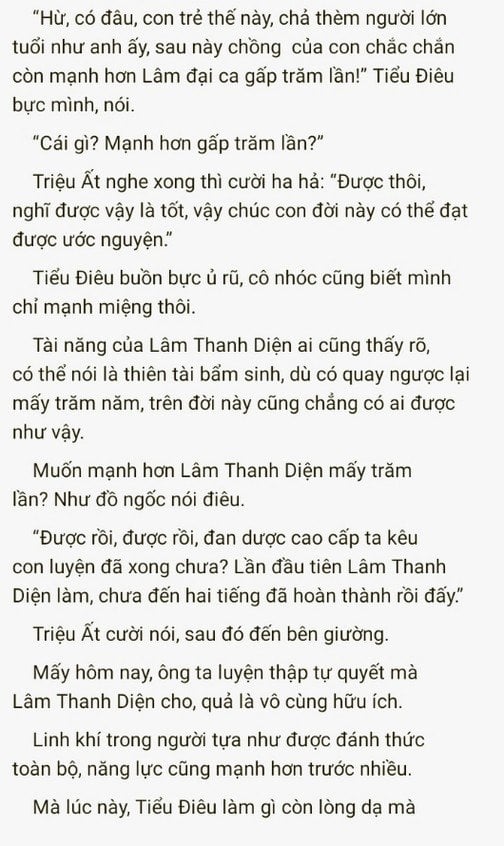 “Hừ, có đâu, con trẻ thế này, chả thèm người lớn
tuổi như anh ấy, sau này chồng của con chắc chắn
còn mạnh hơn Lâm đại ca gấp trăm lần!” Tiểu Điêu
bực mình, nói.
“Cái gì? Mạnh hơn gấp trăm lần?”
Triệu Ất nghe xong thì cười ha hả: “Được thôi,
nghĩ được vậy là tốt, vậy chúc con đời này có thể đạt
được ước nguyện.”
Tiểu Điêu buồn bực ủ rũ, cô nhóc cũng biết mình
chỉ mạnh miệng thôi.
Tài năng của Lâm Thanh Diện ai cũng thấy rõ,
có thể nói là thiên tài bẩm sinh, dù có quay ngược lại
mấy trăm năm, trên đời này cũng chẳng có ai được
như vậy.
Muốn mạnh hơn Lâm Thanh Diện mấy trăm
lần? Như đồ ngốc nói điêu.
“Được rồi, được rồi, đan dược cao cấp ta kêu
con luyện đã xong chưa? Lần đầu tiên Lâm Thanh
Diện làm, chưa đến hai tiếng đã hoàn thành rồi đấy.”
Triệu Ất cười nói, sau đó đến bên giường.
Mấy hôm nay, ông ta luyện thập tự quyết mà
Lâm Thanh Diện cho, quả là vô cùng hữu ích.
Linh khí trong người tựa như được đánh thức
toàn bộ, năng lực cũng mạnh hơn trước nhiều.
Mà lúc này, Tiểu Điêu làm gì còn lòng dạ mà